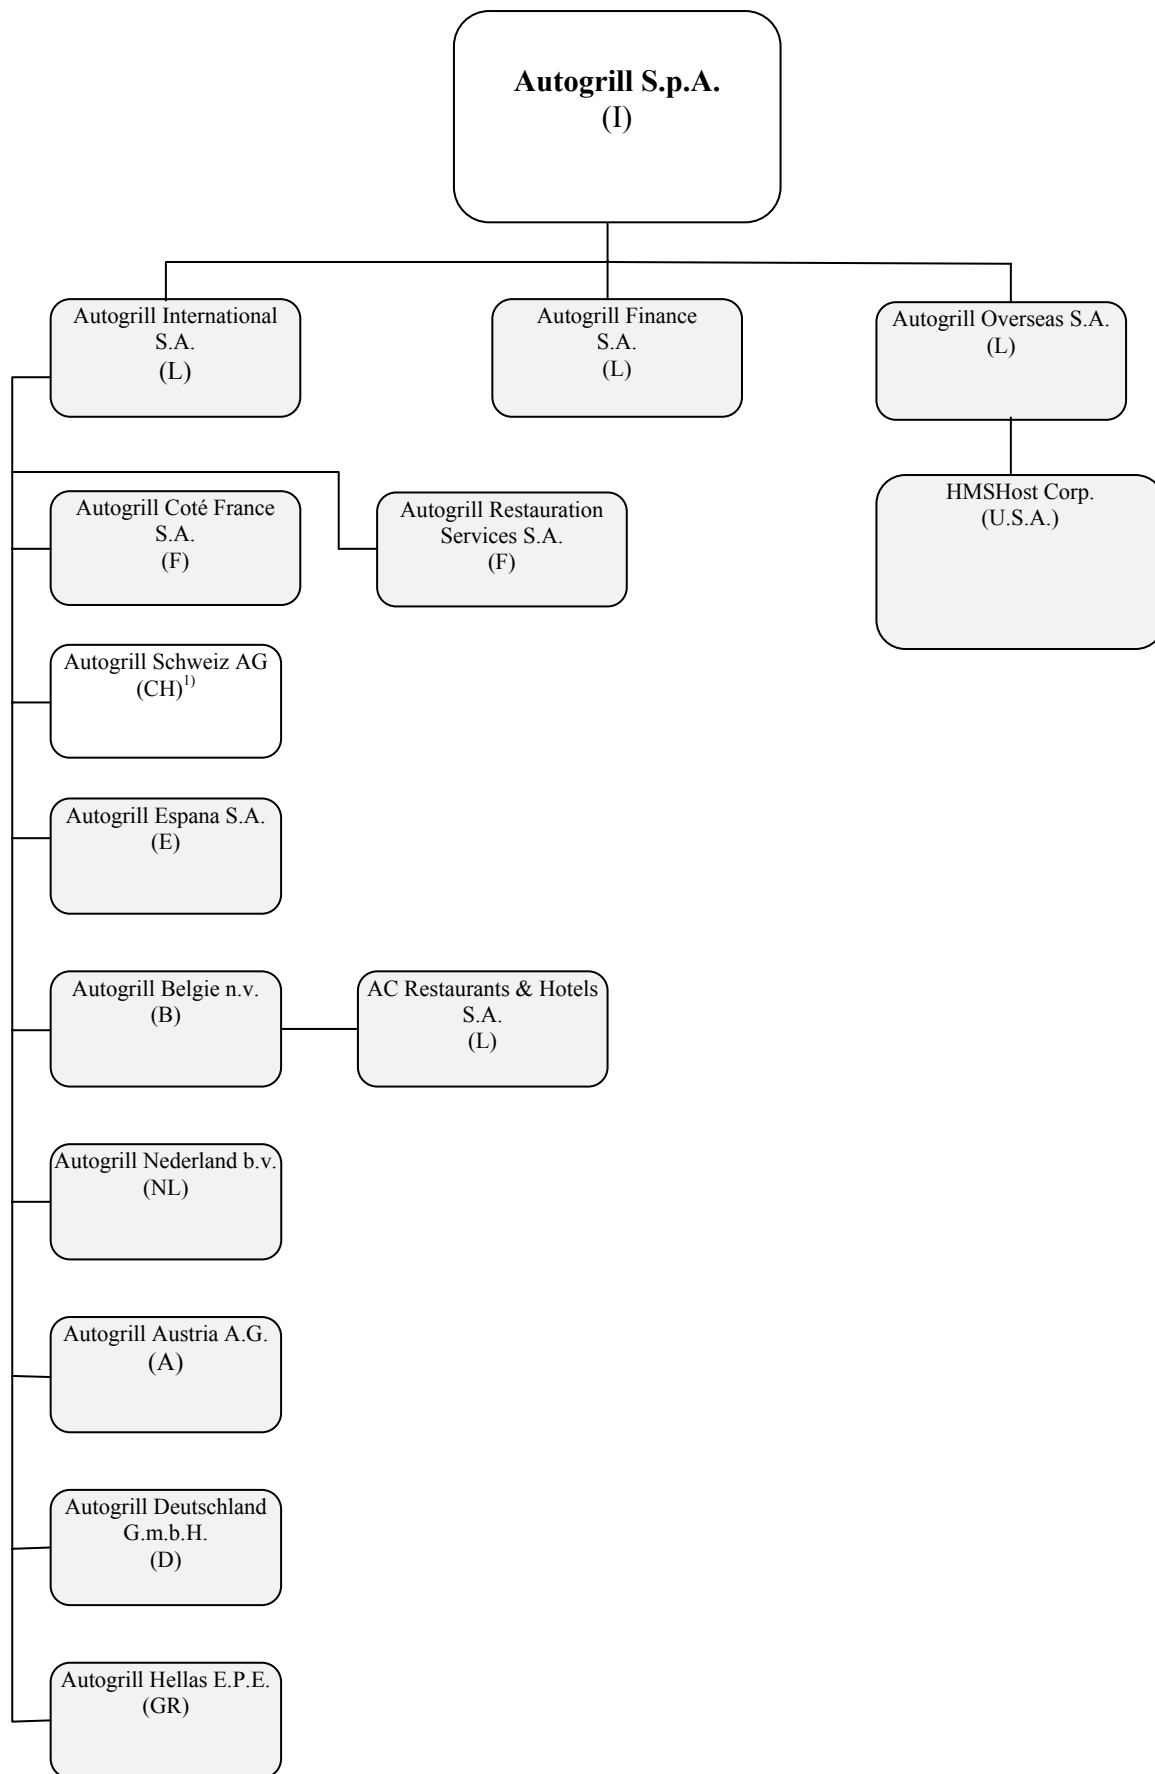 Autogrill S.p.A.
(I)
Autogrill International
S.A.
(L)
Autogrill Finance
S.A.
(L)
Autogrill Overseas S.A.
(L)
Autogrill Coté France
S.A.
(F)
Autogrill Restauration
Services S.A.
(F)
HMSHost Corp.
(U.S.A.)
Autogrill Schweiz AG
(CH)1)
Autogrill Espana S.A.
(E)
Autogrill Belgie n.v.
(B)
AC Restaurants & Hotels
S.A.
(L)
Autogrill Nederland b.v.
(NL)
Autogrill Austria A.G.
(A)
Autogrill Deutschland
G.m.b.H.
(D)
Autogrill Hellas E.P.E.
(GR)